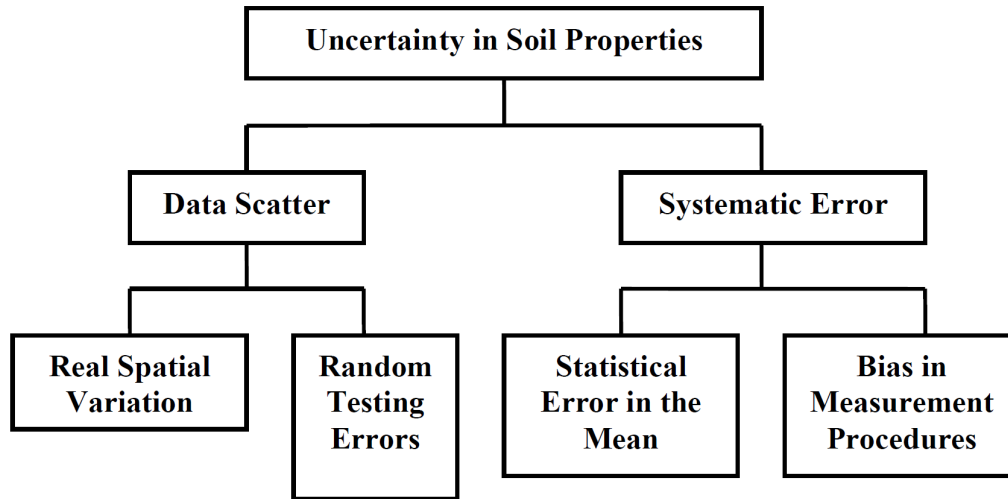 Uncertainty in Soil Properties
Data Scatter
Systematic Error
Real Spatial
Variation
Random
Testing
Errors
Statistical
Error in the
Mean
Bias in
Measurement
Procedures